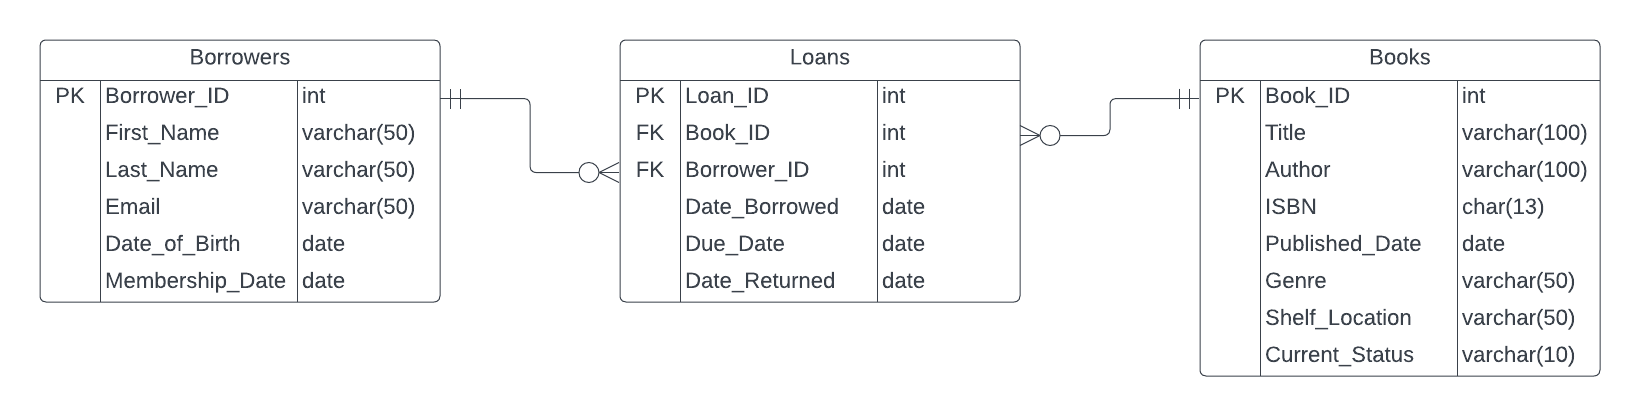 Borrowers
PK Borrower_ID int
First_Name varchar(50)
Last_Name varchar(50)
Email varchar(50)
Date_of_Birth date
Membership_Date date
Loans
PK Loan_ID int
FK Book_ID int
FK Borrower_ID int
Date_Borrowed date
Due_Date date
Date_Returned date
Books
PK Book_ID int
Title varchar(100)
Author varchar(100)
ISBN char(13)
Published_Date date
Genre varchar(50)
Shelf_Location varchar(50)
Current_Status varchar(10)